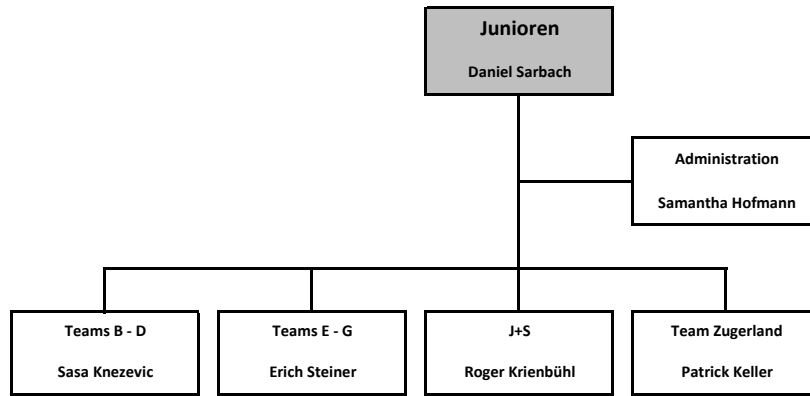 Junioren
Daniel Sarbach
Administration
Samantha Hofmann
Teams B - D
Sasa Knezevic
Teams E - G
Erich Steiner
J+S
Roger Krienbühl
Team Zugerland
Patrick Keller